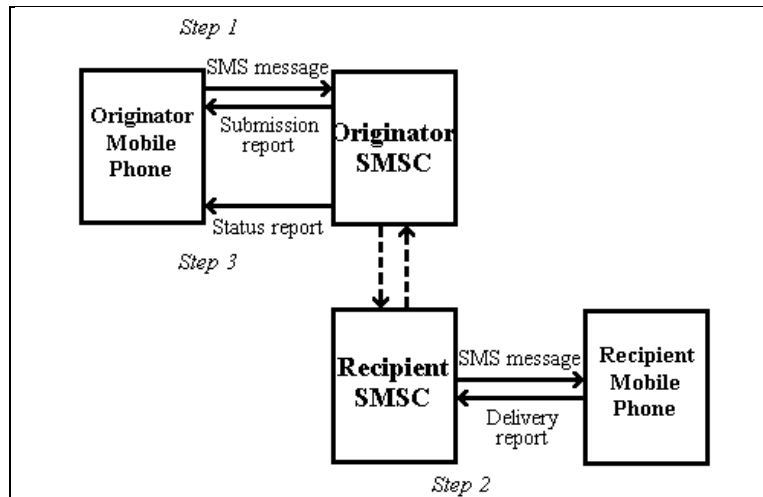 Step 1
SMS message
Originator
Mobile
Phone
Submission
report
Originator
SMSC
Status report
Step 3
Recipient
SMSC
SMS message
Recipient
Mobile
Phone
Delivery
report
Step 2